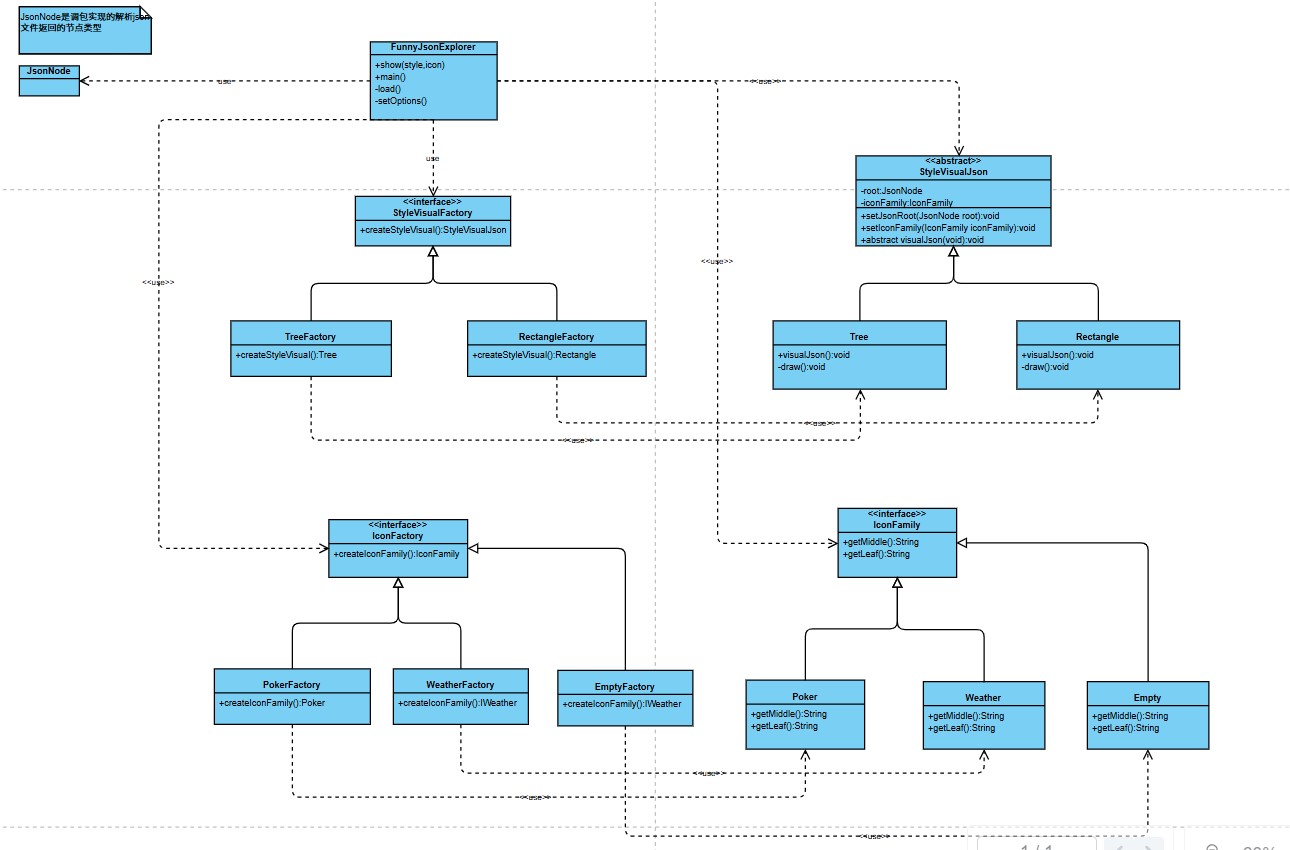 JsonNode是调包实现的解析json
文件返回的节点类型
JsonNode
use
FunnyJsonExplorer
+show(style,icon)
+main()
-load()
-setOptions()
<<use>>
use
<<abstract>>
StyleVisualJson
-root:JsonNode
-iconFamily:IconFamily
+setJsonRoot(JsonNode root):void
+setIconFamily(IconFamily iconFamily):void
+abstract visualJson(void):void
<<interface>>
StyleVisualFactory
+createStyleVisual():StyleVisualJson
<<use>>
<<use>>
TreeFactory
+createStyleVisual():Tree
RectangleFactory
+createStyleVisual():Rectangle
Tree
+visualJson():void
-draw():void
Rectangle
+visualJson():void
-draw():void
<<use>>
<<use>>
<<interface>>
IconFactory
+createIconFamily():IconFamily
<<interface>>
IconFamily
+getMiddle():String
+getLeaf():String
PokerFactory
+createIconFamily():Poker
WeatherFactory
+createIconFamily():IWeather
EmptyFactory
+createIconFamily():IWeather
Poker
+getMiddle():String
+getLeaf():String
Weather
+getMiddle():String
+getLeaf():String
Empty
+getMiddle():String
+getLeaf():String
<<use>>
<<use>>
<<use>>
1 / 1